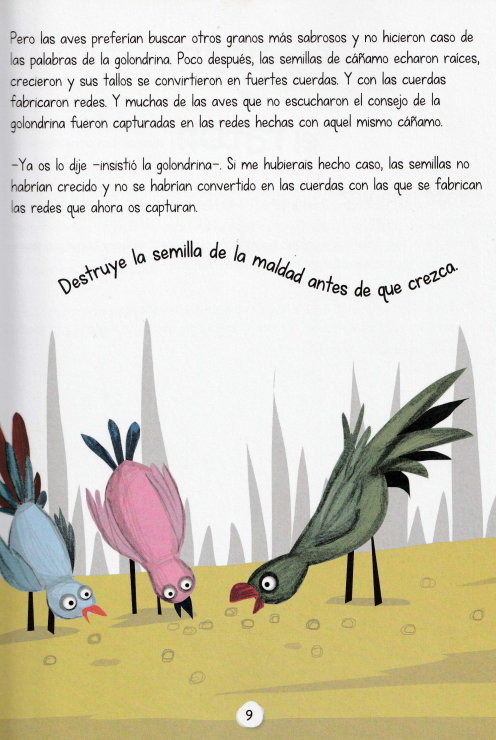 Pero las aves preferían buscar otros granos más sabrosos y no hicieron caso de
las palabras de la golondrina. Poco después, las semillas de cáñamo echaron raíces,
crecieron y sus tallos se convirtieron en fuertes cuerdas. Y con las cuerdas
fabricaron redes. Y muchas de las aves que no escucharon el consejo de la
golondrina fueron capturadas en las redes hechas con aquel mismo cáñamo.
–Ya os lo dije –insistió la golondrina–. Si me hubierais hecho caso, las semillas no
habrían crecido y no se habrían convertido en las cuerdas con las que se fabrican
las redes que ahora os capturan.
Destruye la semilla de la maldad antes de que crezca.
9